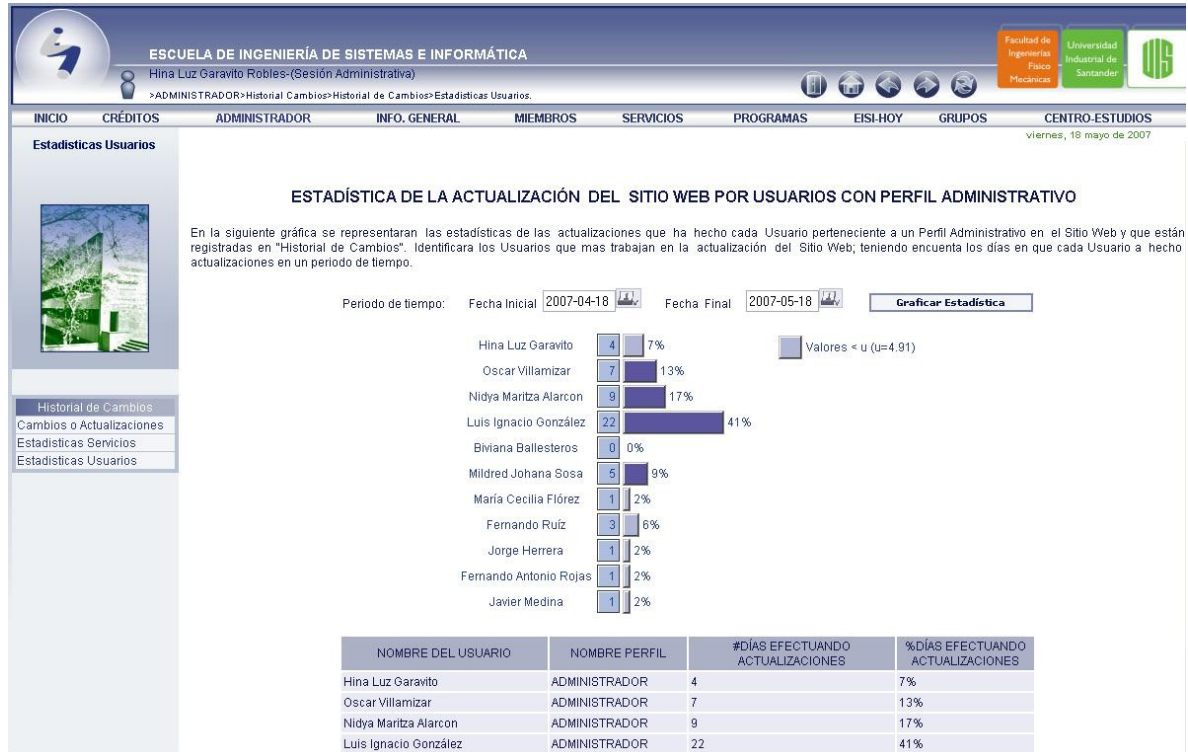 ESCUELA DE INGENIERÍA DE SISTEMAS E INFORMÁTICA
Hina Luz Garavito Robles-(Sesión Administrativa)
>ADMINISTRADOR>Historial Cambios>Historial de Cambios>Estadisticas Usuarios.
Facultad de
Ingenierías
Físico
Mecánicas
Universidad
Industrial de
Santander
INICIO CRÉDITOS ADMINISTRADOR INFO. GENERAL MIEMBROS SERVICIOS PROGRAMAS EISI-HOY GRUPOS CENTRO-ESTUDIOS
Estadisticas Usuarios
viernes, 18 mayo de 2007
ESTADÍSTICA DE LA ACTUALIZACIÓN DEL SITIO WEB POR USUARIOS CON PERFIL ADMINISTRATIVO
En la siguiente gráfica se representaran las estadísticas de las actualizaciones que ha hecho cada Usuario perteneciente a un Perfil Administrativo en el Sitio Web y que están
registradas en "Historial de Cambios". Identificara los Usuarios que mas trabajan en la actualización del Sitio Web; teniendo encuenta los días en que cada Usuario a hecho
actualizaciones en un periodo de tiempo.
Periodo de tiempo: Fecha Inicial 2007-04-18 Fecha Final 2007-05-18 Graficar Estadística
Hina Luz Garavito 4 7%
Valores < u (u=4.91)
Oscar Villamizar 7 13%
Nidya Maritza Alarcon 9 17%
Luis Ignacio González 22 41%
Biviana Ballesteros 0 0%
Mildred Johana Sosa 5 9%
María Cecilia Flórez 1 2%
Fernando Ruíz 3 6%
Jorge Herrera 1 2%
Fernando Antonio Rojas 1 2%
Javier Medina 1 2%
Historial de Cambios
Cambios o Actualizaciones
Estadisticas Servicios
Estadisticas Usuarios
NOMBRE DEL USUARIO NOMBRE PERFIL #DÍAS EFECTUANDO ACTUALIZACIONES %DÍAS EFECTUANDO ACTUALIZACIONES
Hina Luz Garavito ADMINISTRADOR 4 7%
Oscar Villamizar ADMINISTRADOR 7 13%
Nidya Maritza Alarcon ADMINISTRADOR 9 17%
Luis Ignacio González ADMINISTRADOR 22 41%